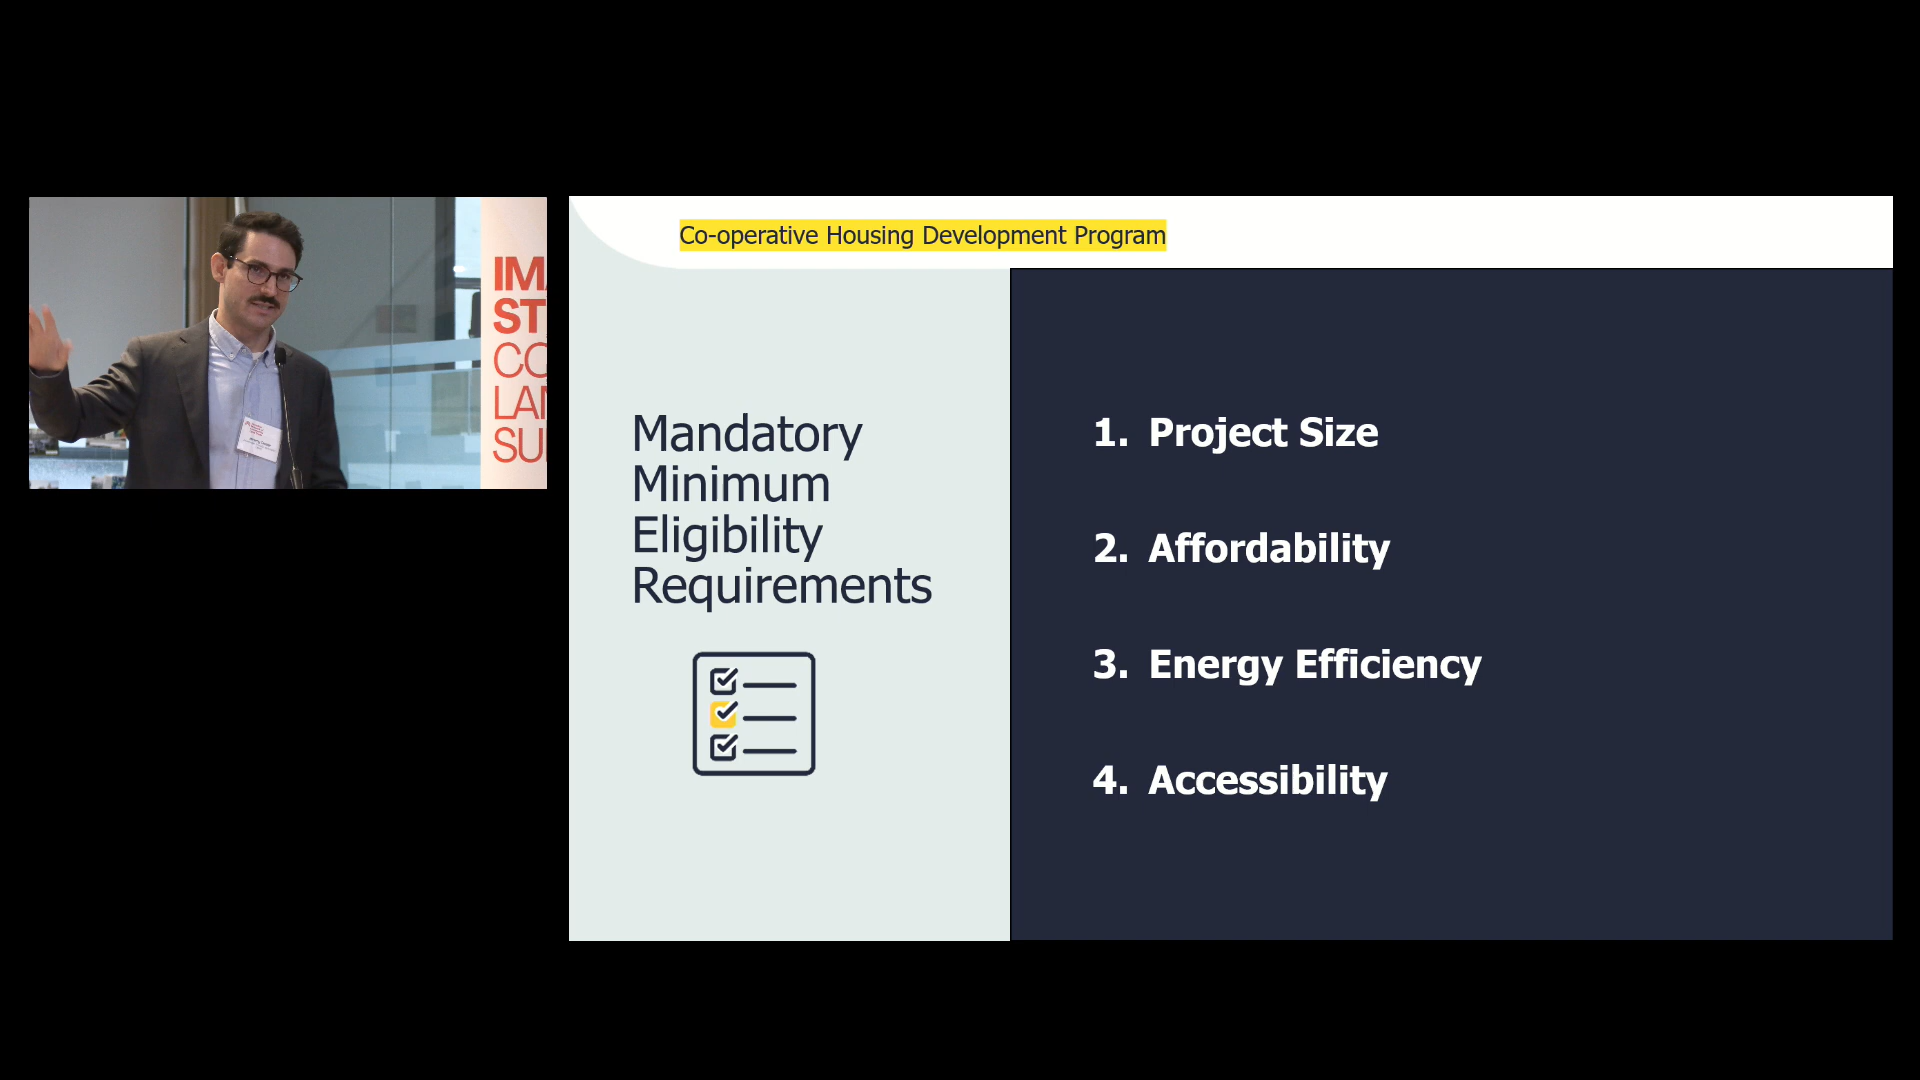 IM
ST
CO
LAN
SU
Co-operative Housing Development Program
Mandatory
Minimum
Eligibility
Requirements
1. Project Size
2. Affordability
3. Energy Efficiency
4. Accessibility